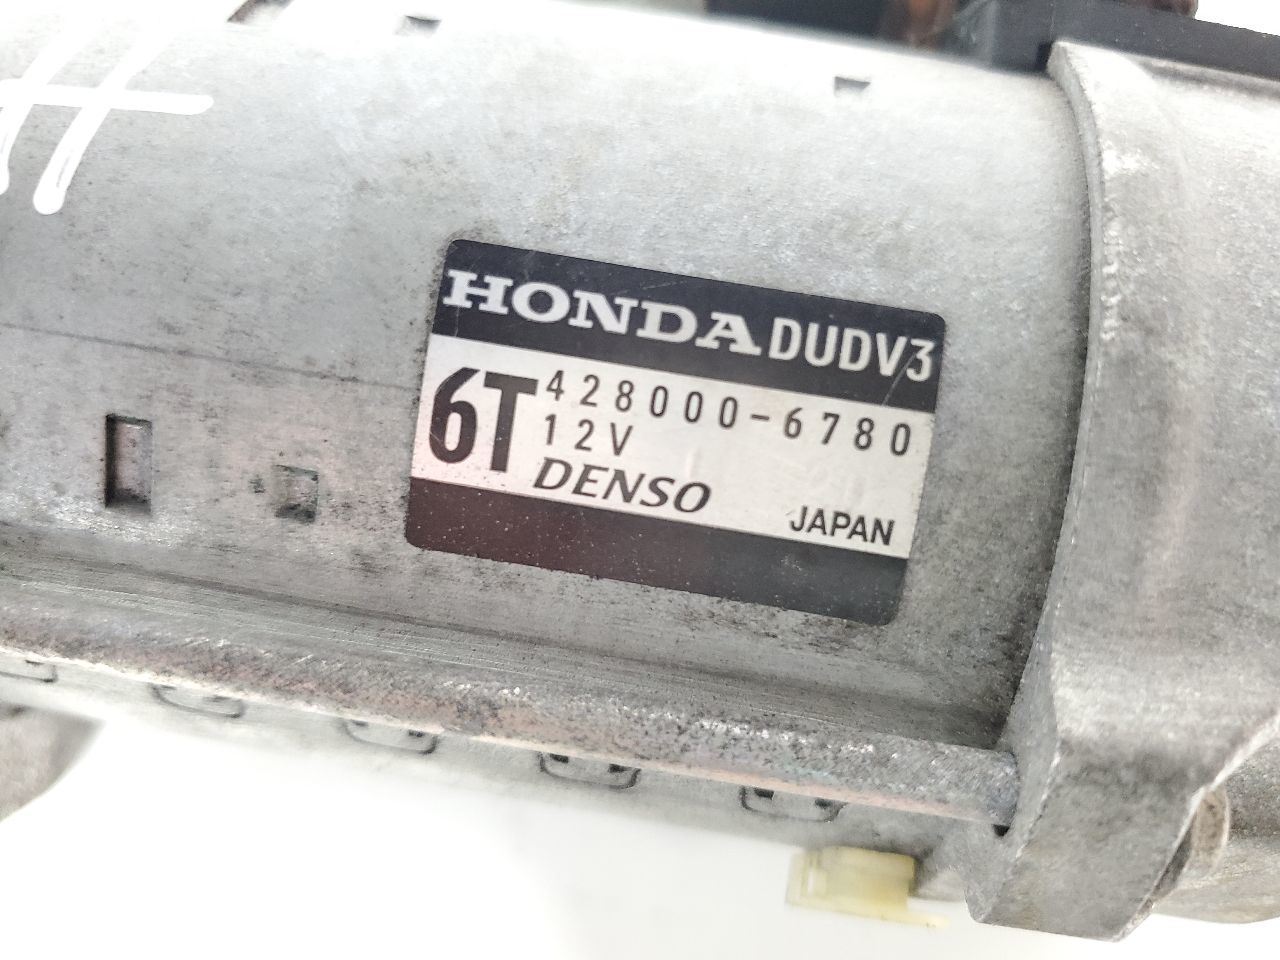 HONDA DUDV3
6T 428000-6780
12V
DENSO
JAPAN